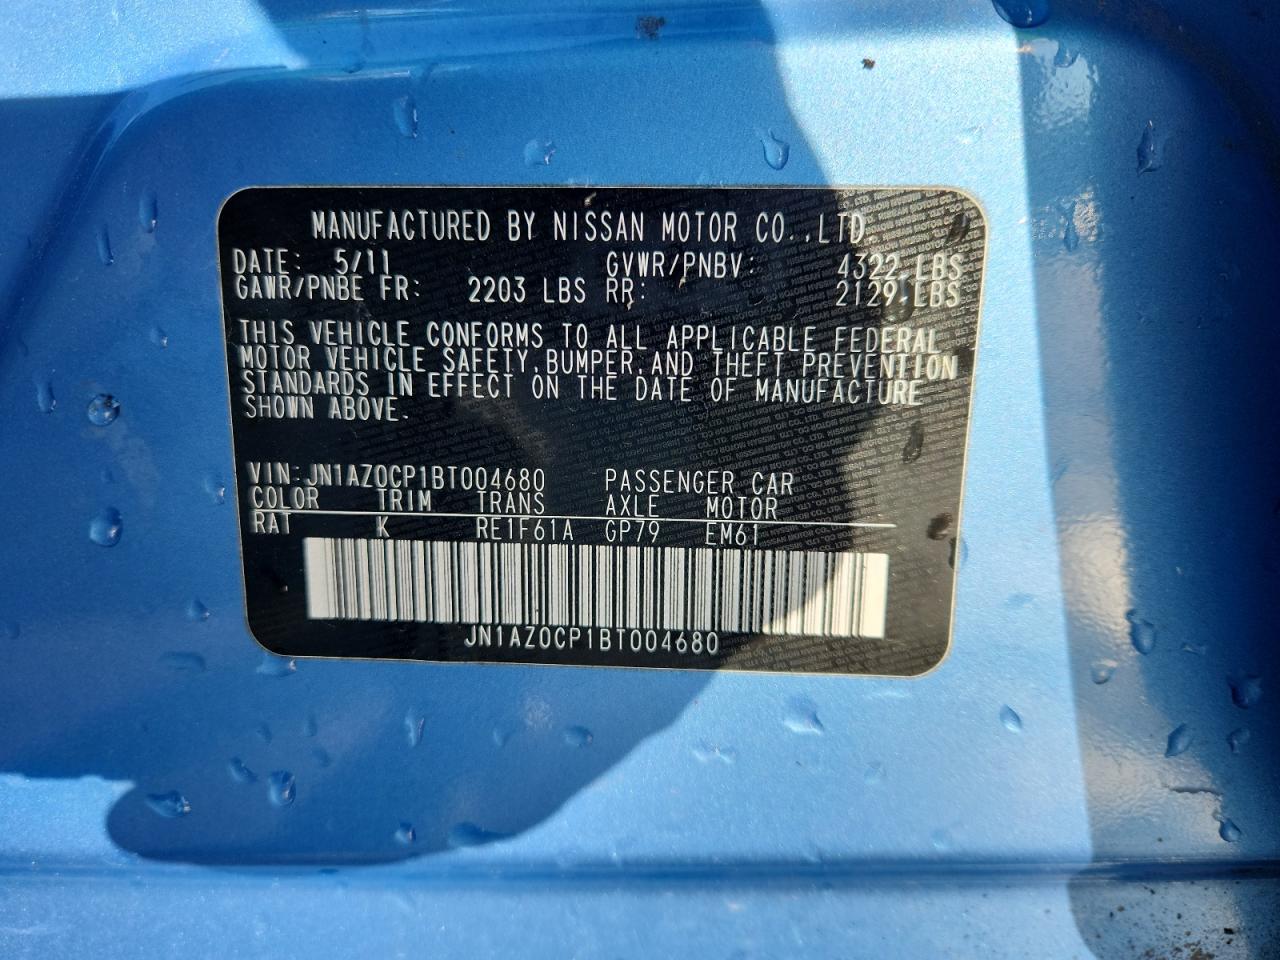 MANUFACTURED BY NISSAN MOTOR CO.,LTD.
DATE: 5/11 GVWR/PNBV: 4322 LBS
GAWR/PNBE FR: 2203 LBS RR: 2129 LBS
THIS VEHICLE CONFORMS TO ALL APPLICABLE FEDERAL
MOTOR VEHICLE SAFETY,BUMPER,AND THEFT PREVENTION
STANDARDS IN EFFECT ON THE DATE OF MANUFACTURE
SHOWN ABOVE.
VIN:JN1AZ0CP1BT004680 PASSENGER CAR
COLOR TRIM TRANS AXLE MOTOR
RAT K RE1F61A GP79 EM61
JN1AZ0CP1BT004680